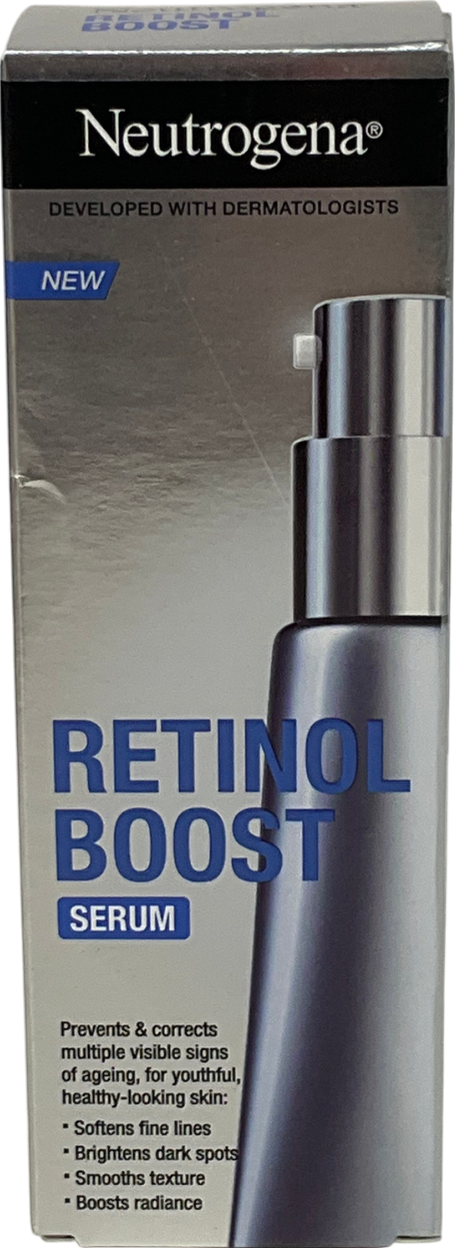 RETINOL
BOOST
Neutrogena®
DEVELOPED WITH DERMATOLOGISTS
NEW
RETINOL
BOOST
SERUM
Prevents & corrects
multiple visible signs
of ageing, for youthful,
healthy-looking skin:
▪ Softens fine lines
▪ Brightens dark spots
▪ Smooths texture
▪ Boosts radiance